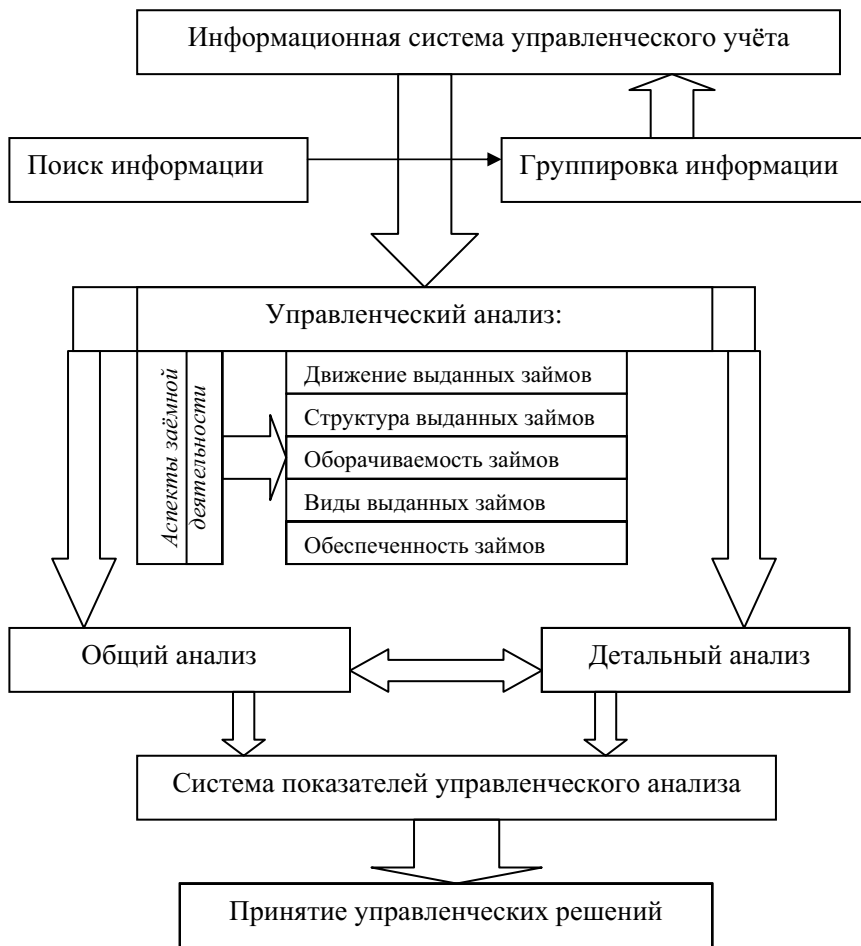 Информационная система управленческого учёта
Поиск информации
Группировка информации
Управленческий анализ:
Аспекты заёмной
деятельности
Движение выданных займов
Структура выданных займов
Оборачиваемость займов
Виды выданных займов
Обеспеченность займов
Общий анализ
Детальный анализ
Система показателей управленческого анализа
Принятие управленческих решений